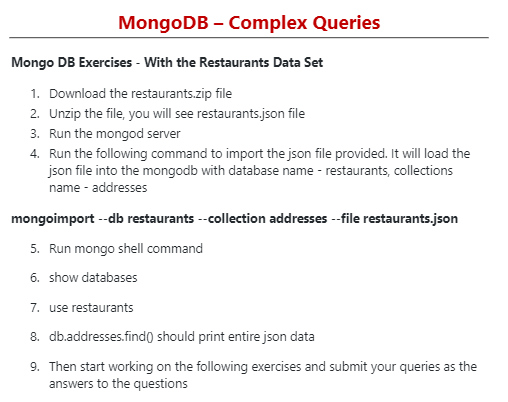 MongoDB – Complex Queries
Mongo DB Exercises - With the Restaurants Data Set
1. Download the restaurants.zip file
2. Unzip the file, you will see restaurants.json file
3. Run the mongod server
4. Run the following command to import the json file provided. It will load the
json file into the mongodb with database name - restaurants, collections
name - addresses
mongoimport --db restaurants --collection addresses --file restaurants.json
5. Run mongo shell command
6. show databases
7. use restaurants
8. db.addresses.find() should print entire json data
9. Then start working on the following exercises and submit your queries as the
answers to the questions